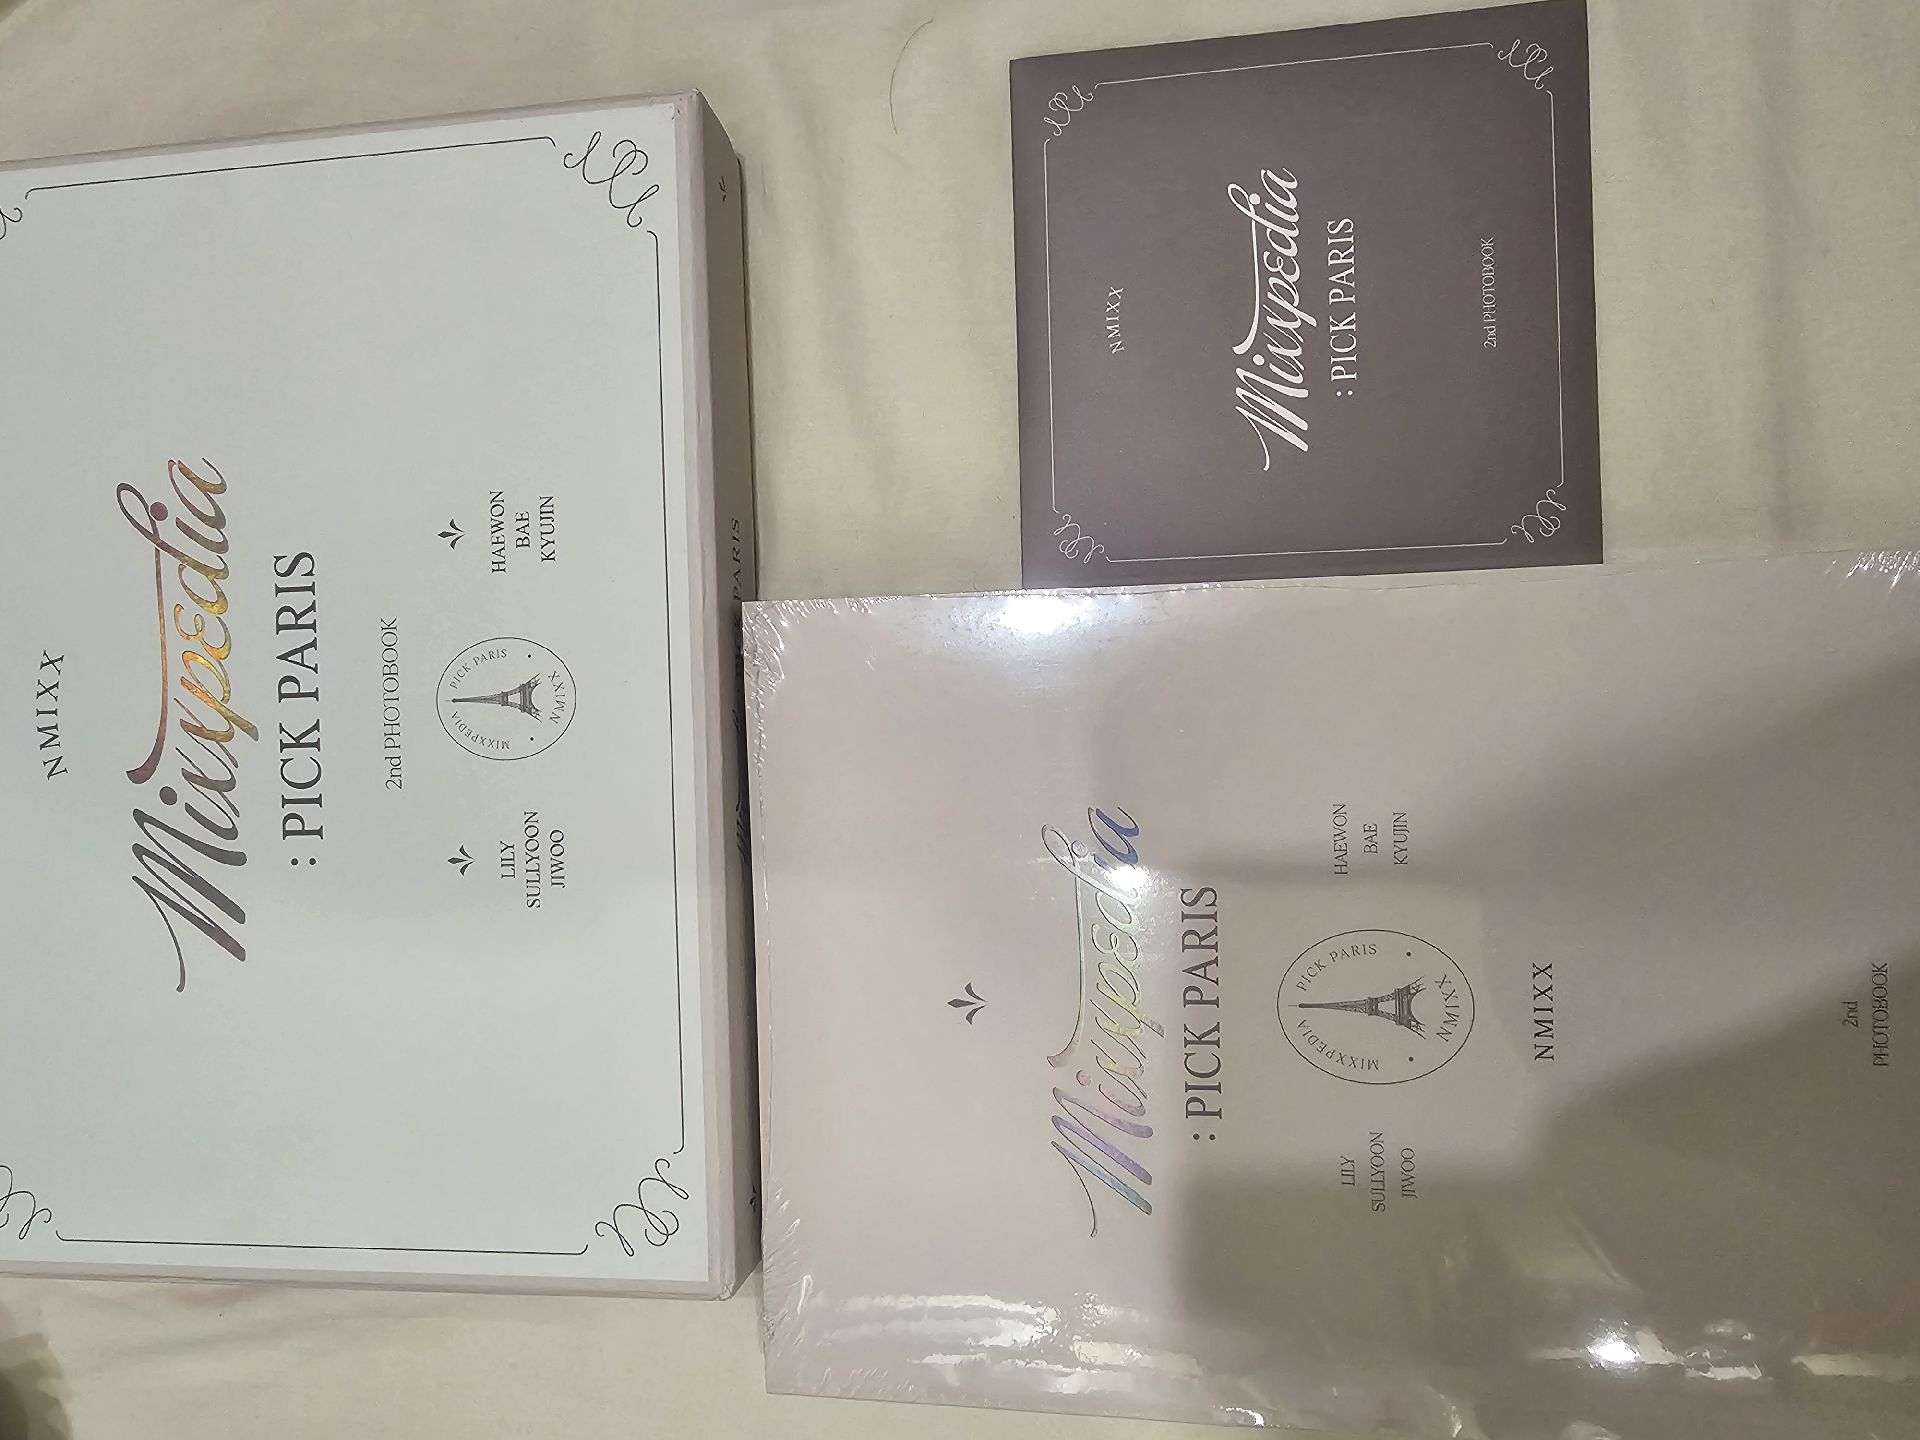 NMIXX
Mixxpedia
: PICK PARIS
2nd PHOTOBOOK
LILY
SULLYOON
JIWOO
MIXXPEDIA PICK PARIS
NMIXX
HAEWON
BAE
KYUJIN
PICK PARIS
NMIXX
Mixxpedia
: PICK PARIS
2nd PHOTOBOOK
Mixxpedia
: PICK PARIS
LILY
SULLYOON
JIWOO
MIXXPEDIA PICK PARIS
NMIXX
HAEWON
BAE
KYUJIN
NMIXX
2nd
PHOTOBOOK